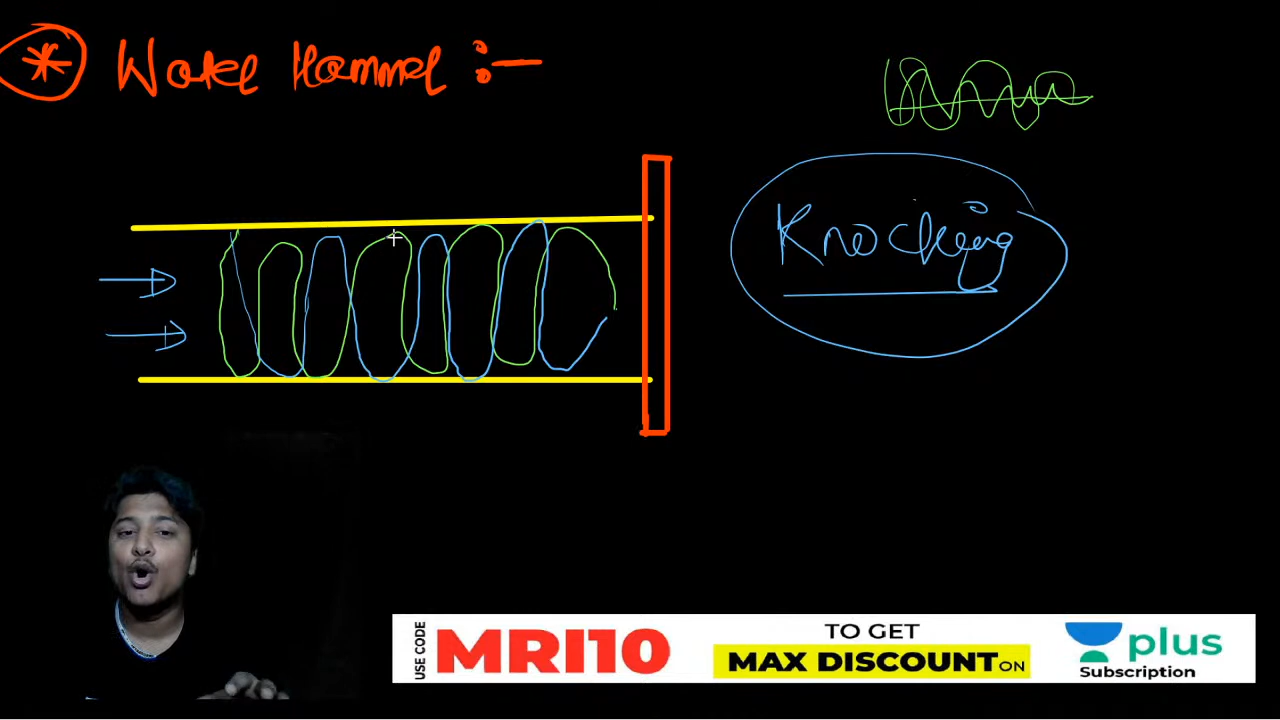 * Water Hammer :-
Knocking
USE CODE
MRI10
TO GET
MAX DISCOUNT ON
plus
Subscription